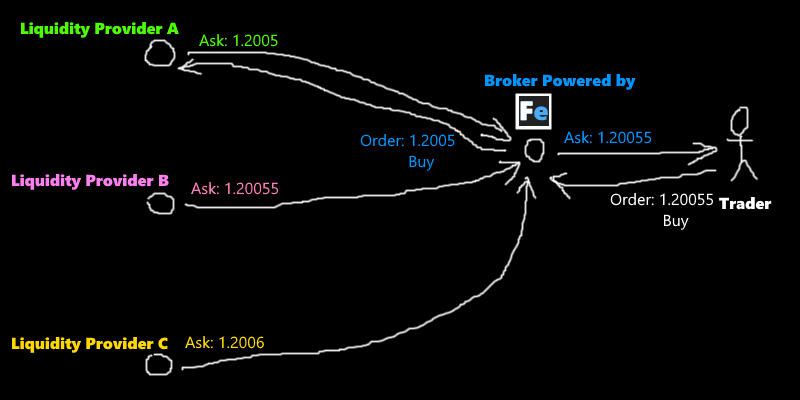 Liquidity Provider A
Ask: 1.2005
Broker Powered by
Fe
Order: 1.2005
Buy
Ask: 1.20055
Liquidity Provider B
Ask: 1.20055
Order: 1.20055
Buy
Trader
Liquidity Provider C
Ask: 1.2006